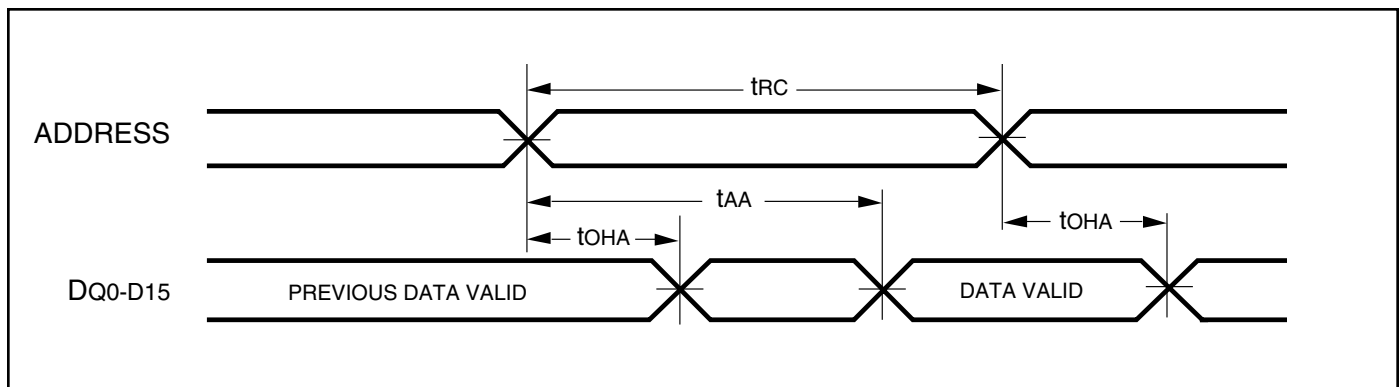 tRC
ADDRESS
tAA
tOHA
tOHA
DQ0-D15
PREVIOUS DATA VALID
DATA VALID